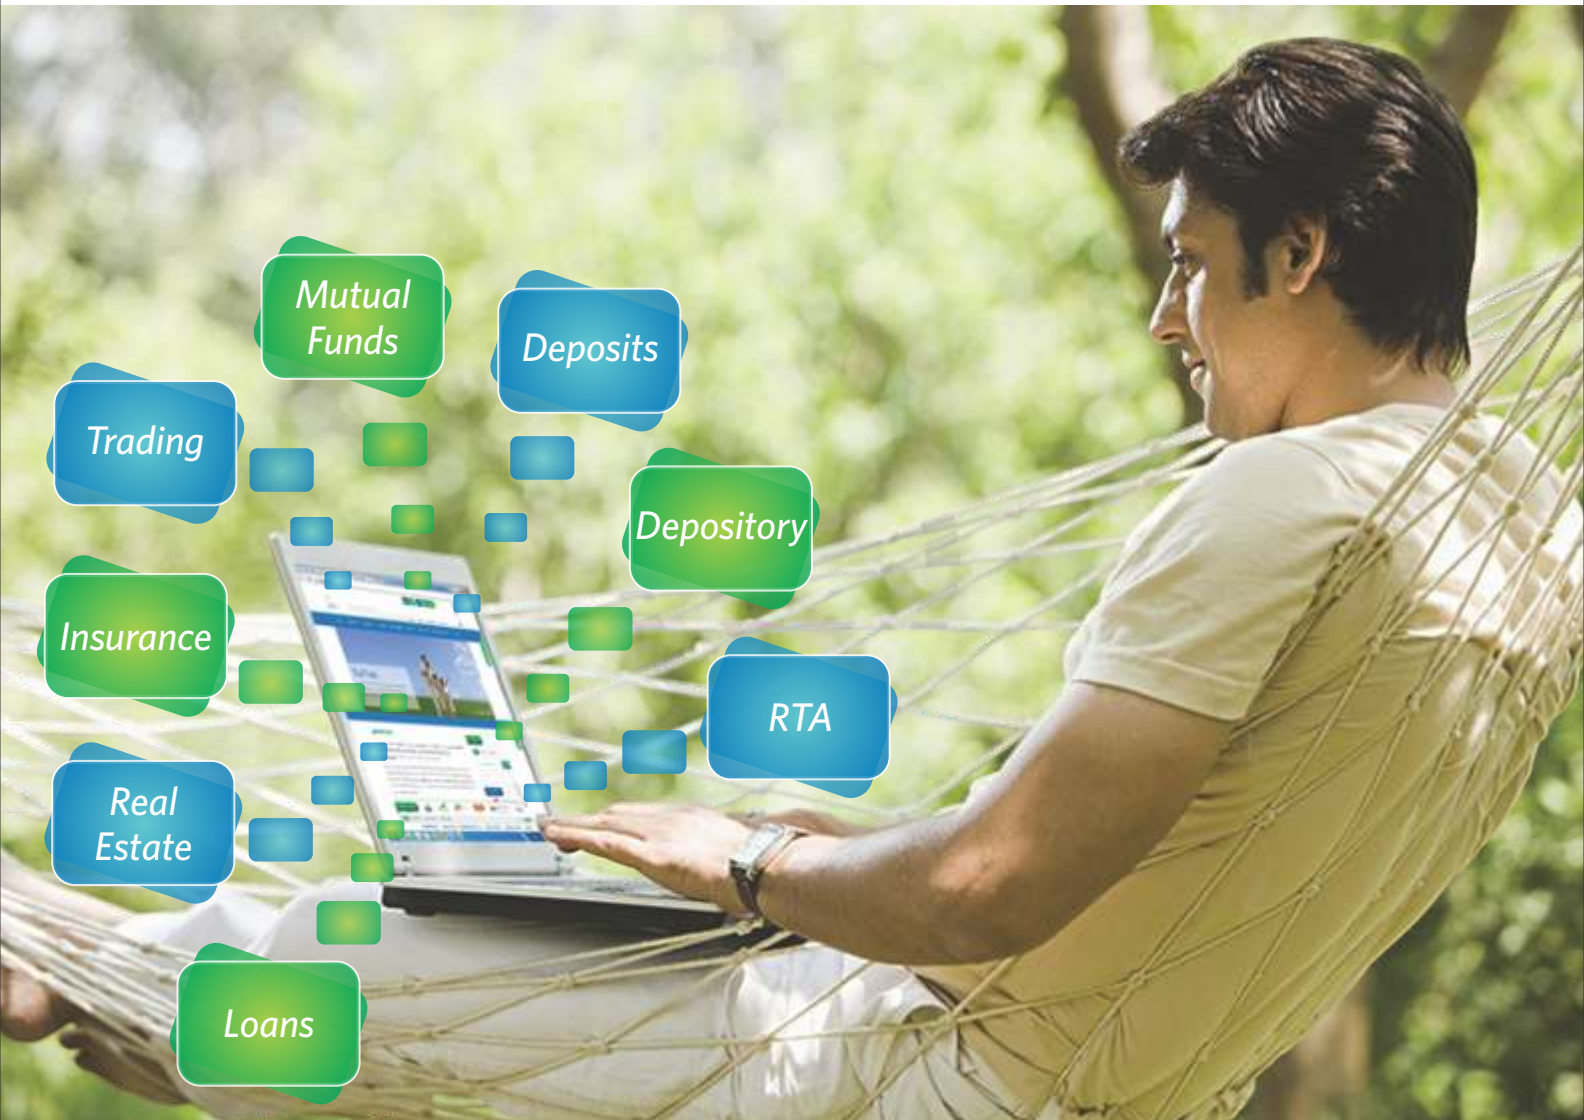 Mutual
Funds
Deposits
Trading
Depository
Insurance
RTA
Real
Estate
Loans